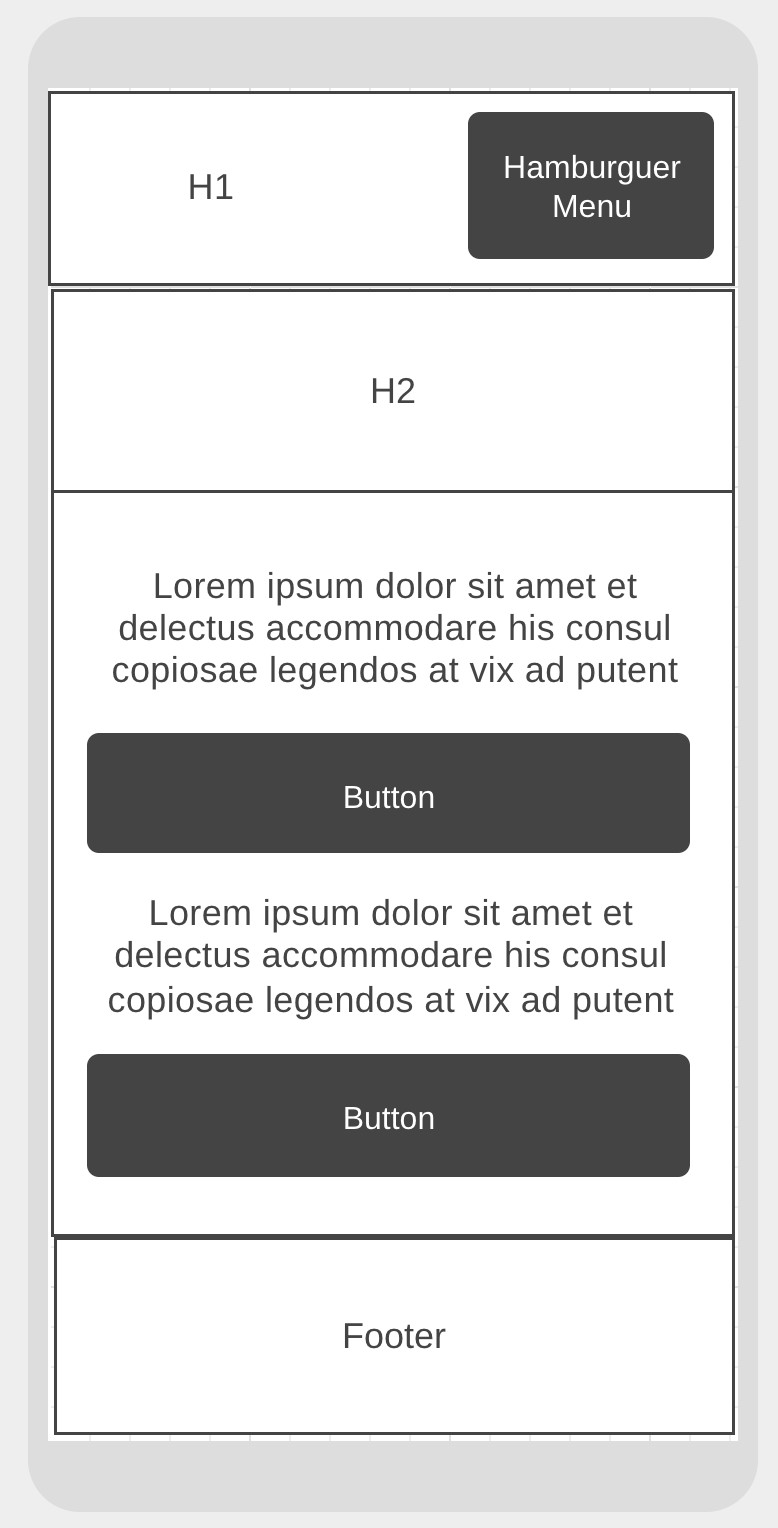 H1
Hamburguer
Menu
H2
Lorem ipsum dolor sit amet et
delectus accommodare his consul
copiosae legendos at vix ad putent
Button
Lorem ipsum dolor sit amet et
delectus accommodare his consul
copiosae legendos at vix ad putent
Button
Footer